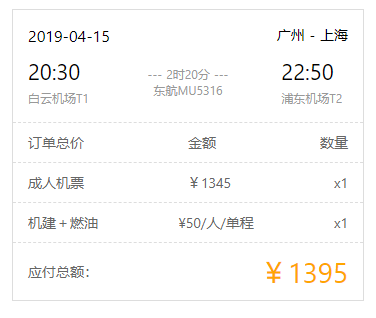 2019-04-15 广州 - 上海
20:30 --- 2时20分 --- 22:50
白云机场T1 东航MU5316 浦东机场T2
订单总价 金额 数量
成人机票 ￥1345 x1
机建＋燃油 ¥50/人/单程 x1
应付总额： ￥1395